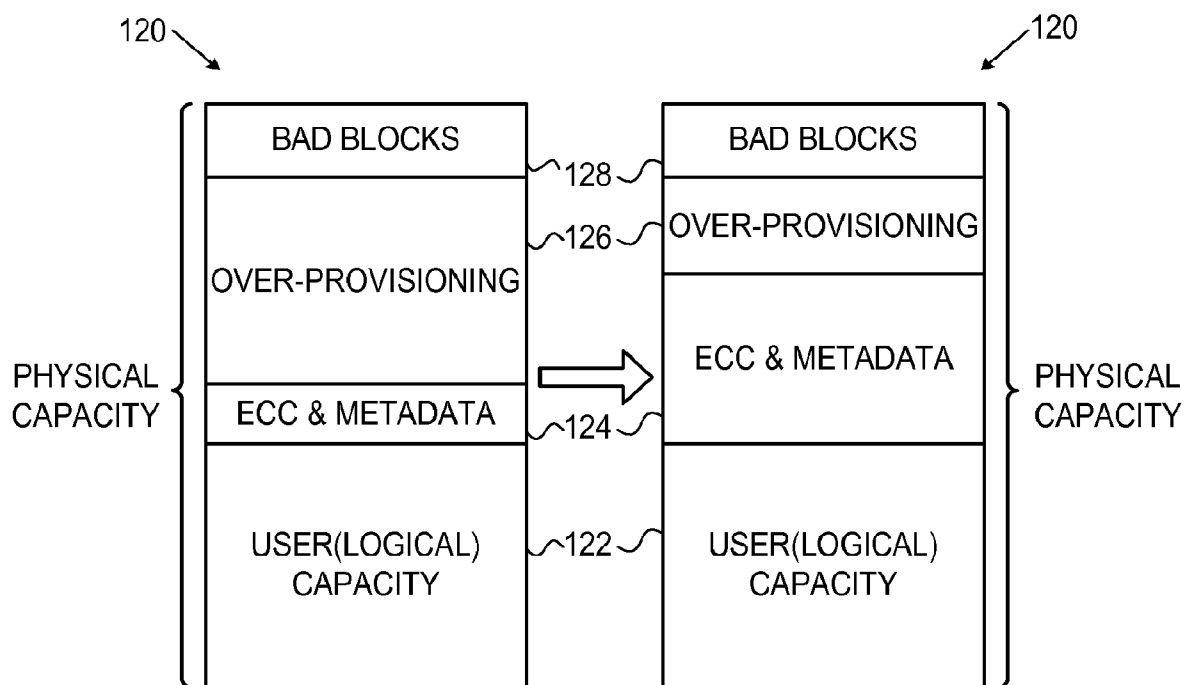 120
120
BAD BLOCKS
BAD BLOCKS
128
126
OVER-PROVISIONING
OVER-PROVISIONING
ECC & METADATA
PHYSICAL
CAPACITY
PHYSICAL
CAPACITY
ECC & METADATA
124
USER(LOGICAL)
CAPACITY
122
USER(LOGICAL)
CAPACITY